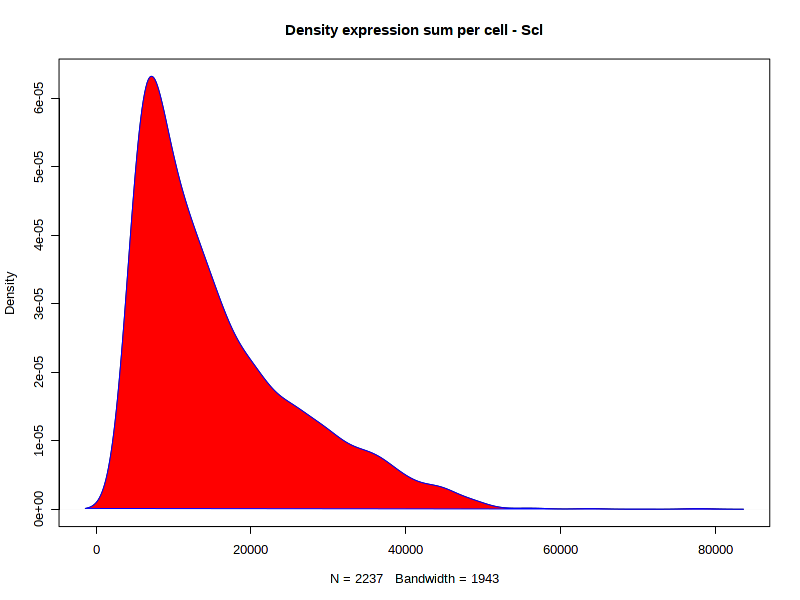 Density expression sum per cell - Scl
Density
6e-05
5e-05
4e-05
3e-05
2e-05
1e-05
0e+00
0 20000 40000 60000 80000
N = 2237 Bandwidth = 1943